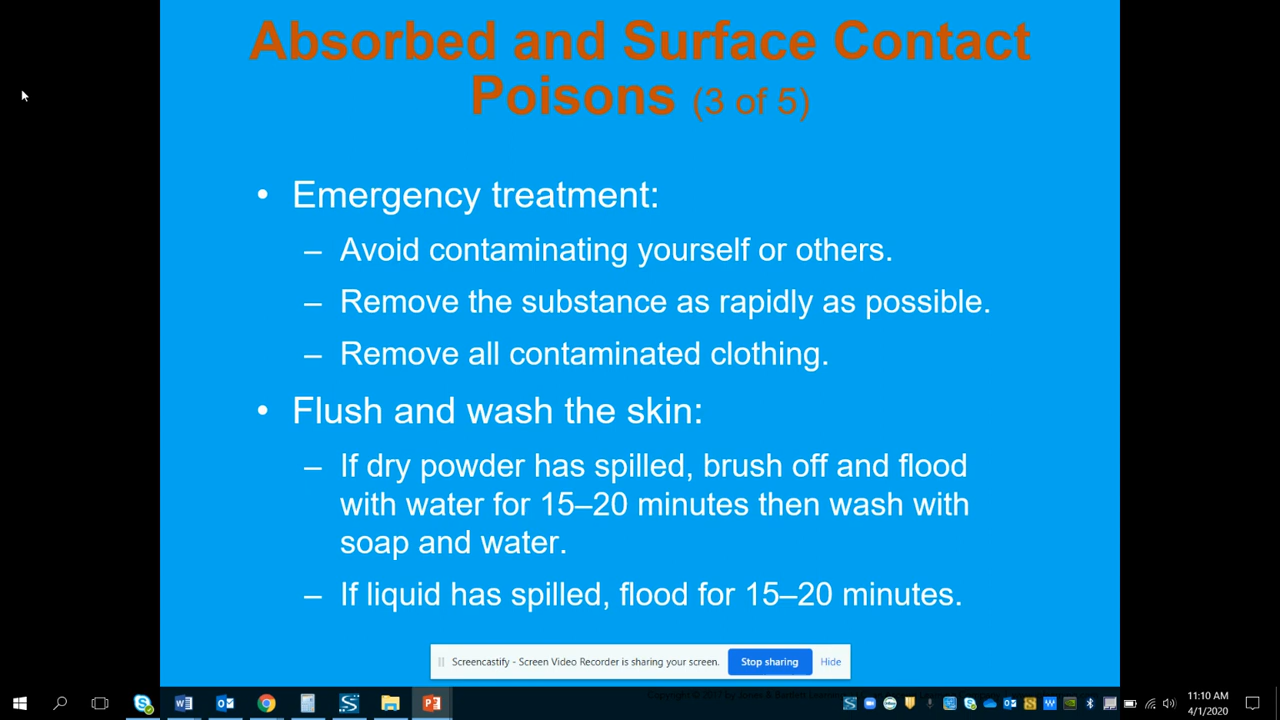 Absorbed and Surface Contact
Poisons (3 of 5)
• Emergency treatment:
– Avoid contaminating yourself or others.
– Remove the substance as rapidly as possible.
– Remove all contaminated clothing.
• Flush and wash the skin:
– If dry powder has spilled, brush off and flood
with water for 15–20 minutes then wash with
soap and water.
– If liquid has spilled, flood for 15–20 minutes.
Screencastify - Screen Video Recorder is sharing your screen.
Stop sharing
Hide
11:10 AM
4/1/2020